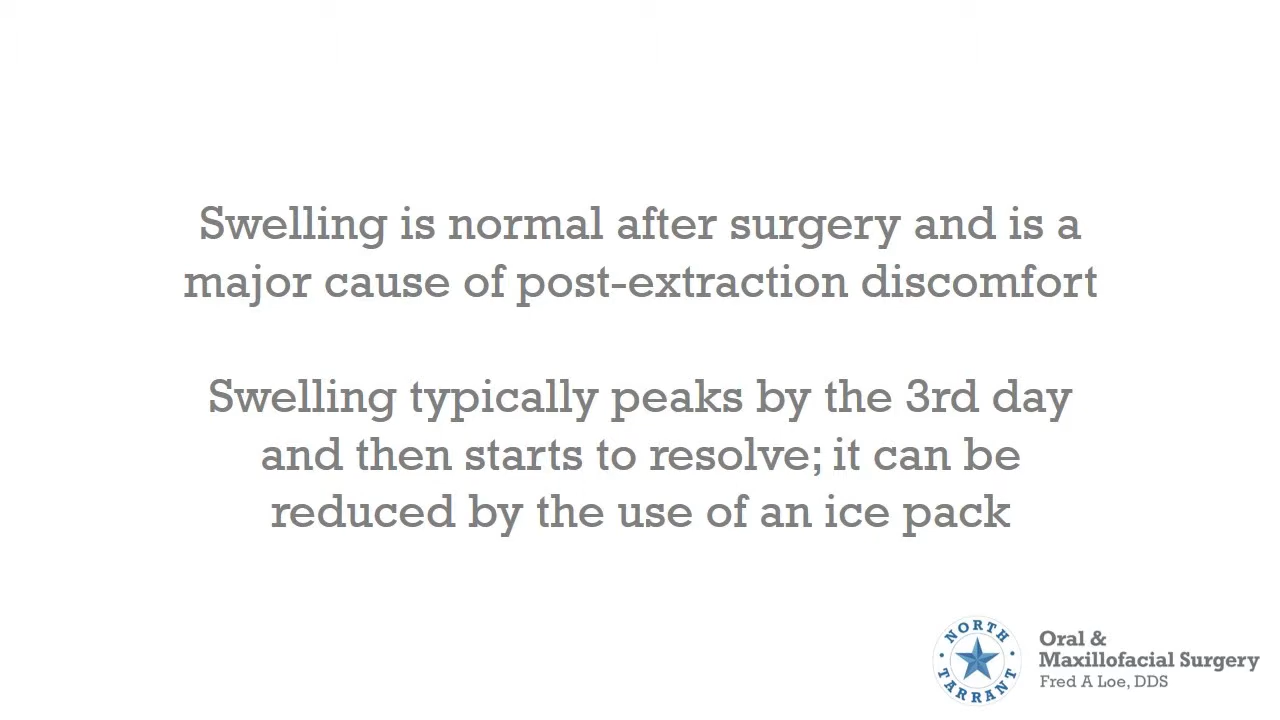 Swelling is normal after surgery and is a
major cause of post-extraction discomfort
Swelling typically peaks by the 3rd day
and then starts to resolve; it can be
reduced by the use of an ice pack
NORTH
TARRANT
Oral &
Maxillofacial Surgery
Fred A Loe, DDS